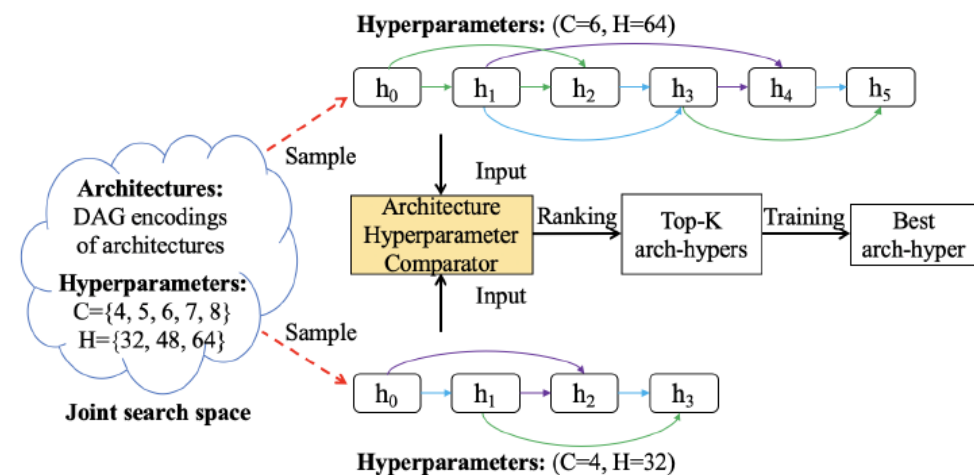 Hyperparameters: (C=6, H=64)
h₀ h₁ h₂ h₃ h₄ h₅
Sample
Input
Architectures:
DAG encodings
of architectures
Hyperparameters:
C={4, 5, 6, 7, 8}
H={32, 48, 64}
Joint search space
Architecture
Hyperparameter
Comparator
Ranking
Top-K
arch-hypers
Training
Best
arch-hyper
Input
Sample
h₀ h₁ h₂ h₃
Hyperparameters: (C=4, H=32)